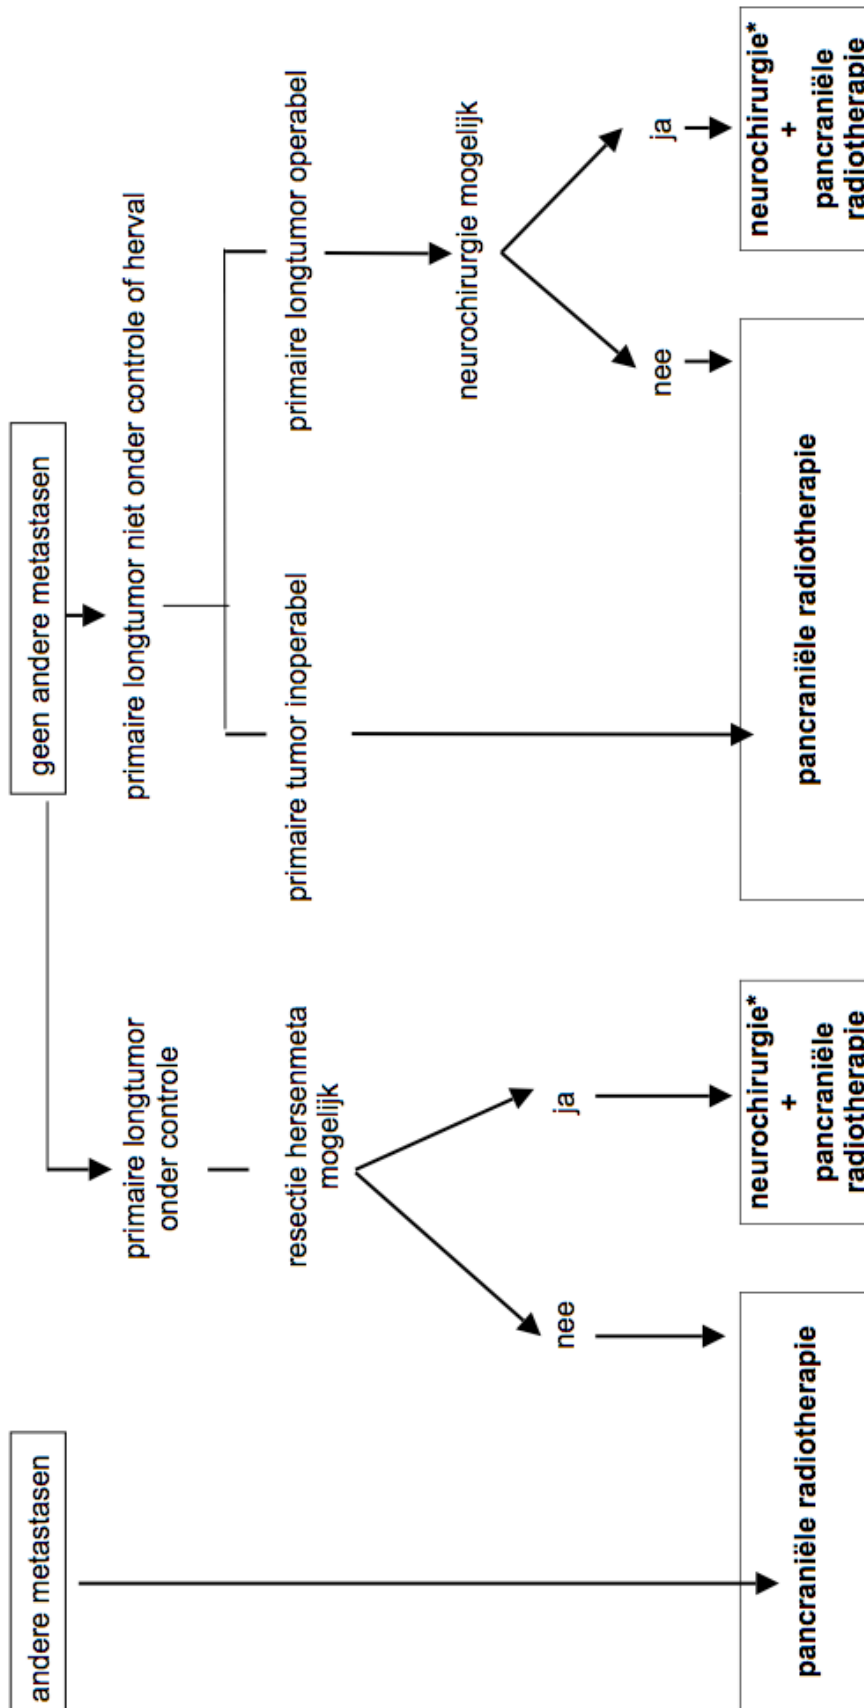 andere metastasen
geen andere metastasen
primaire longtumor
onder controle
primaire longtumor niet onder controle of herval
resectie hersenmeta
mogelijk
primaire tumor inoperabel
primaire longtumor operabel
neurochirurgie mogelijk
nee
ja
nee
ja
pancraniële radiotherapie
neurochirurgie*
+
pancraniële
radiotherapie
pancraniële radiotherapie
neurochirurgie*
+
pancraniële
radiotherapie